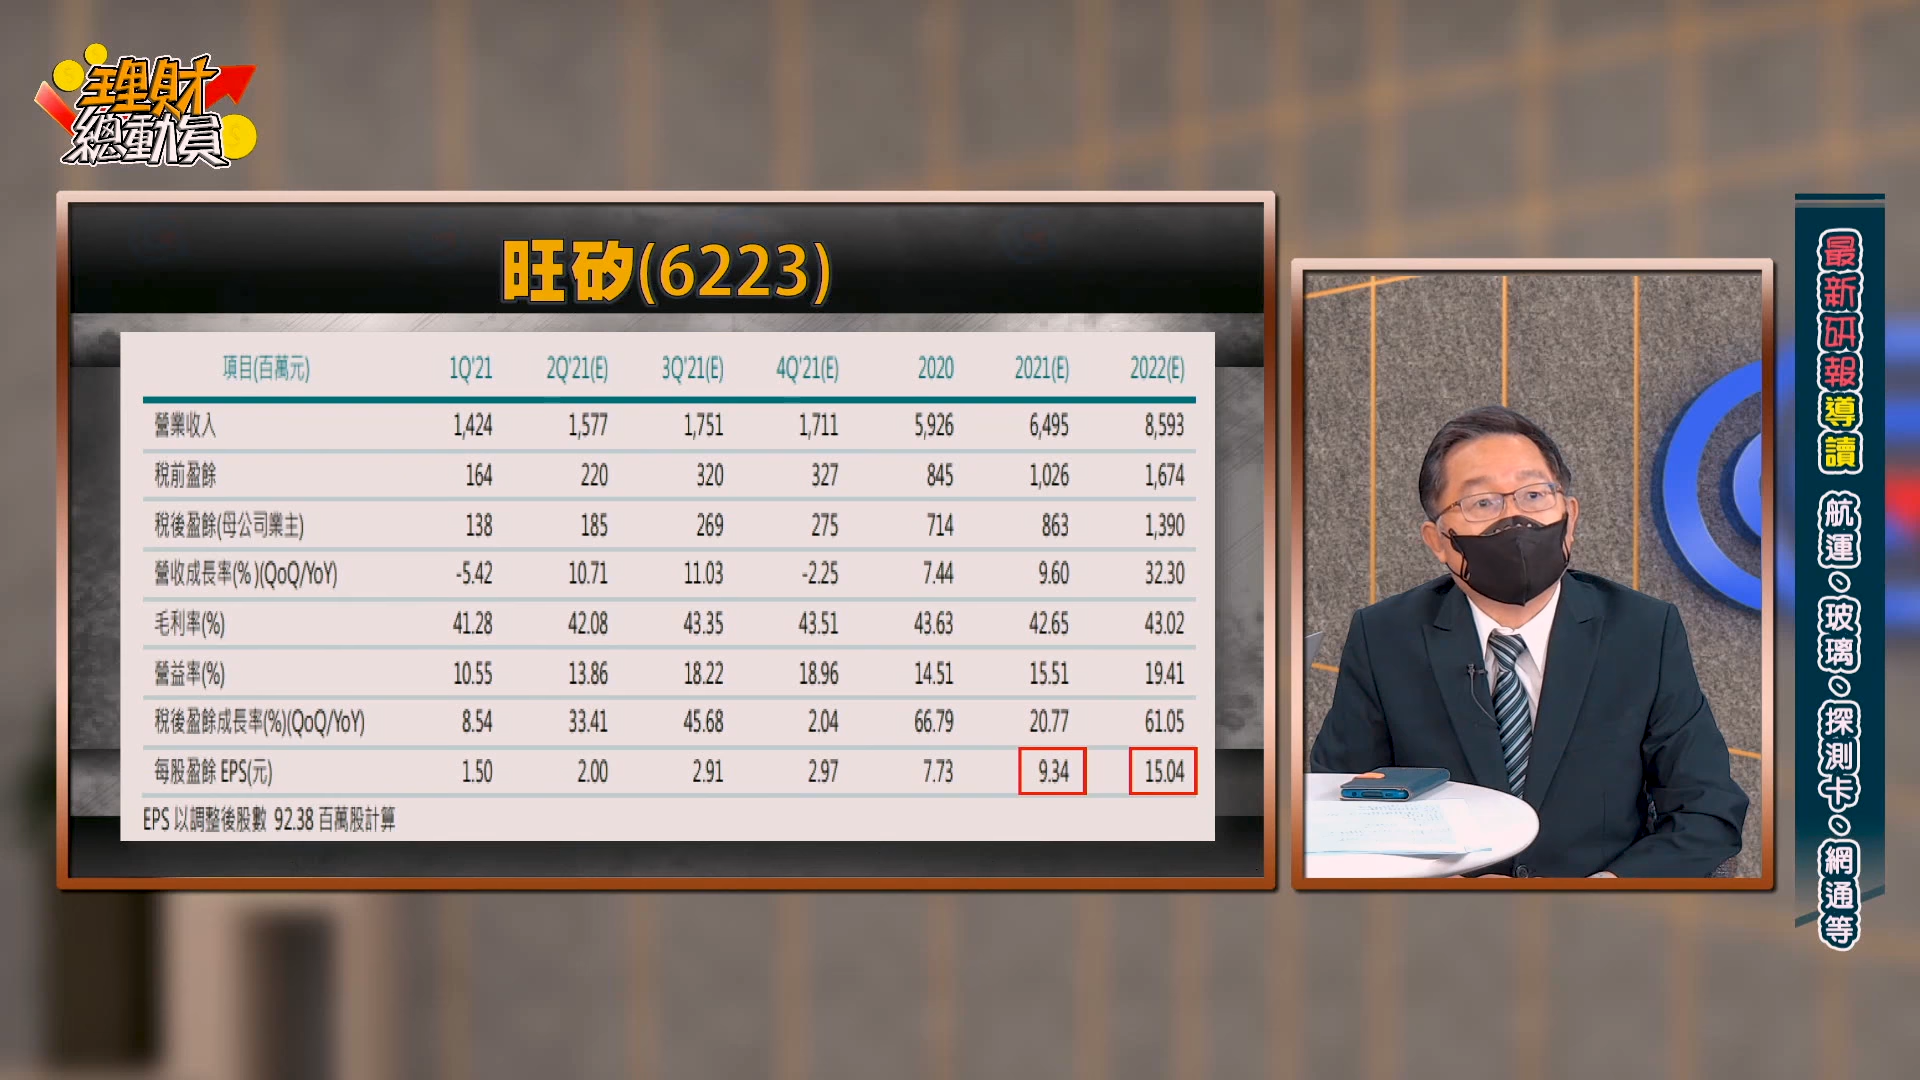 理財
總動員
旺矽(6223)
項目(百萬元) 1Q'21 2Q'21(E) 3Q'21(E) 4Q'21(E) 2020 2021(E) 2022(E)
營業收入 1,424 1,577 1,751 1,711 5,926 6,495 8,593
稅前盈餘 164 220 320 327 845 1,026 1,674
稅後盈餘(母公司業主) 138 185 269 275 714 863 1,390
營收成長率(%)(QoQ/YoY) -5.42 10.71 11.03 -2.25 7.44 9.60 32.30
毛利率(%) 41.28 42.08 43.35 43.51 43.63 42.65 43.02
營益率(%) 10.55 13.86 18.22 18.96 14.51 15.51 19.41
稅後盈餘成長率(%)(QoQ/YoY) 8.54 33.41 45.68 2.04 66.79 20.77 61.05
每股盈餘 EPS(元) 1.50 2.00 2.91 2.97 7.73 9.34 15.04
EPS 以調整後股數 92.38 百萬股計算
最新研報導讀 航運。玻璃。探測卡。網通等